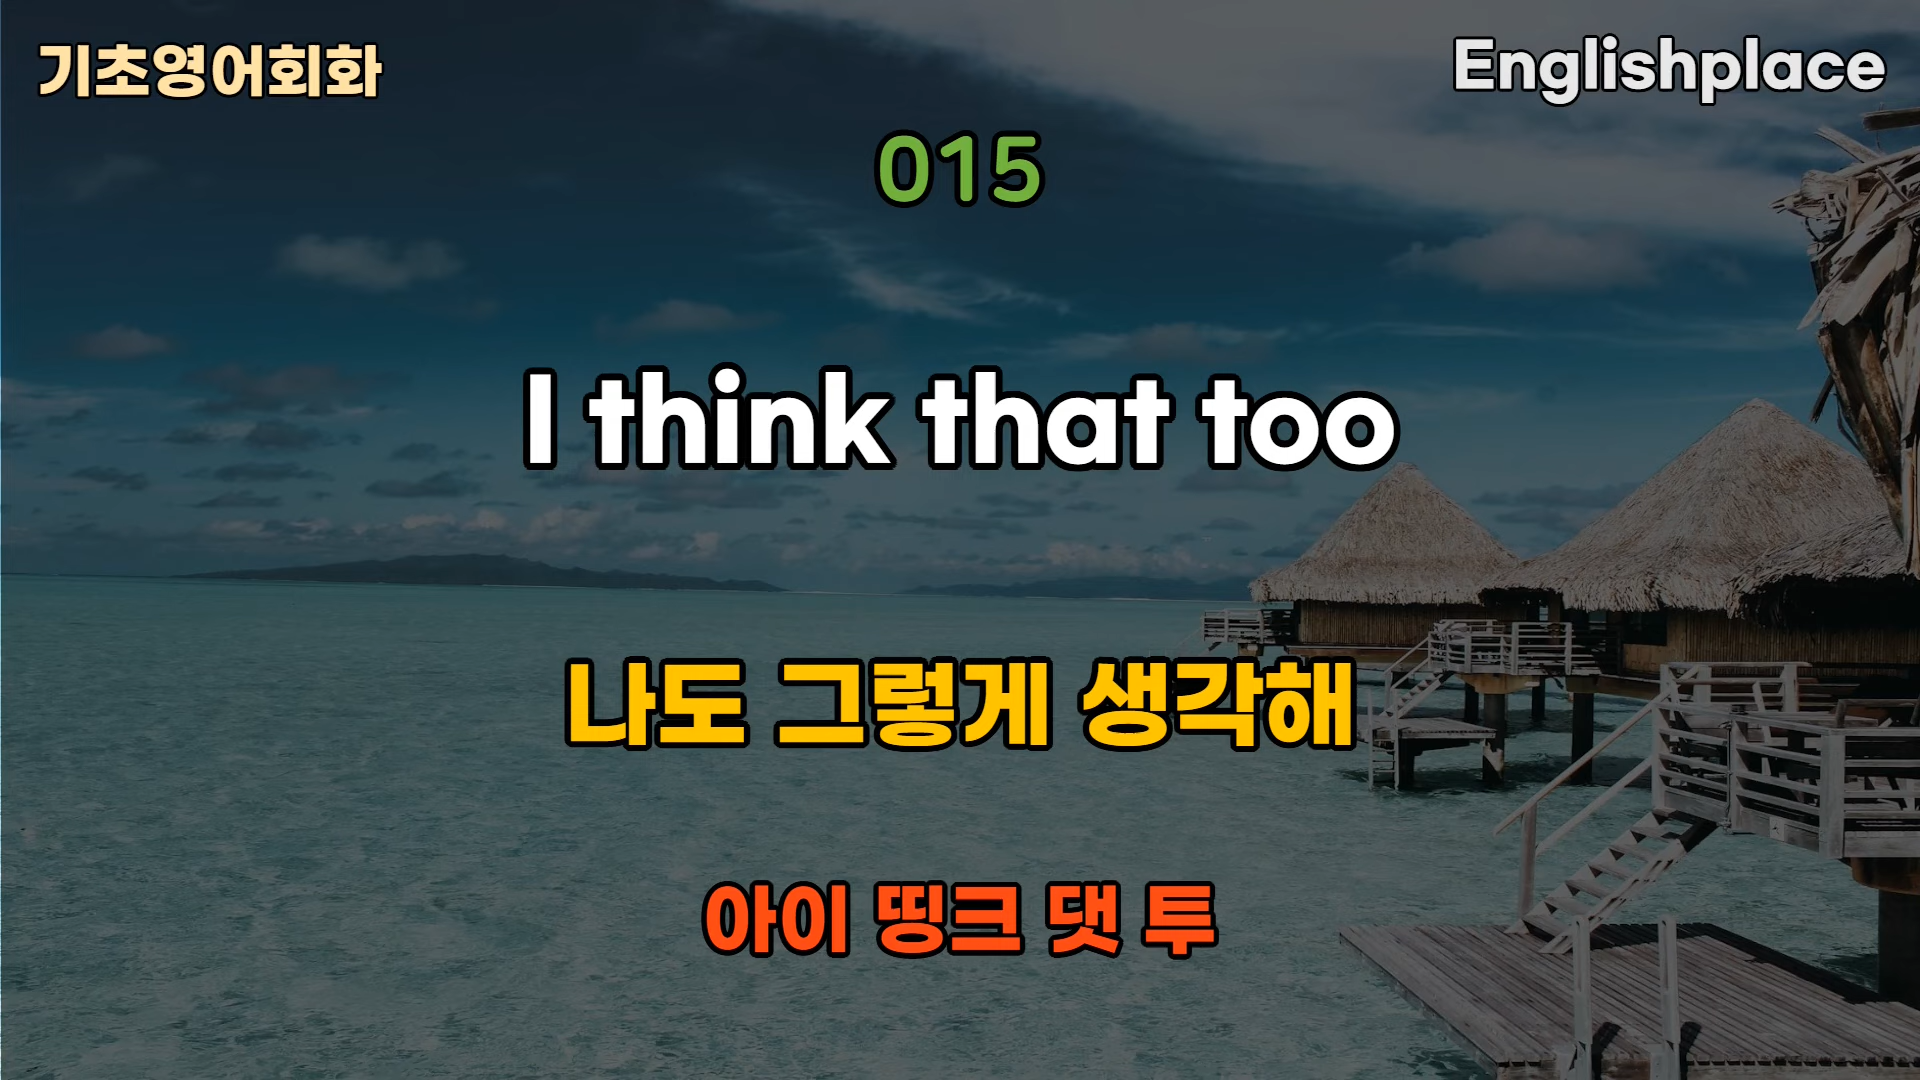 기초영어회화
Englishplace
015
I think that too
나도 그렇게 생각해
아이 띵크 댓 투